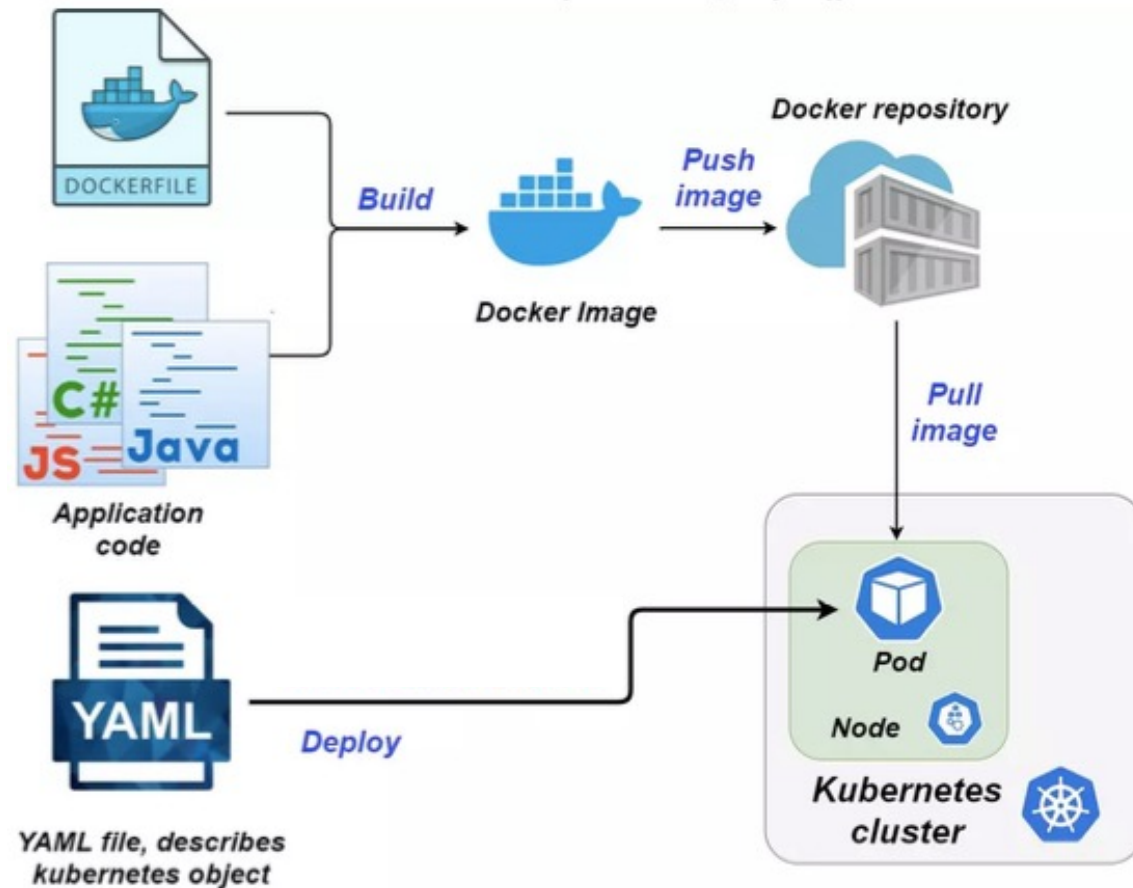 DOCKERFILE
Build
Docker Image
Push
image
Docker repository
C#
JS
Java
Application
code
Pull
image
YAML
Deploy
YAML file, describes
kubernetes object
Pod
Node
Kubernetes
cluster